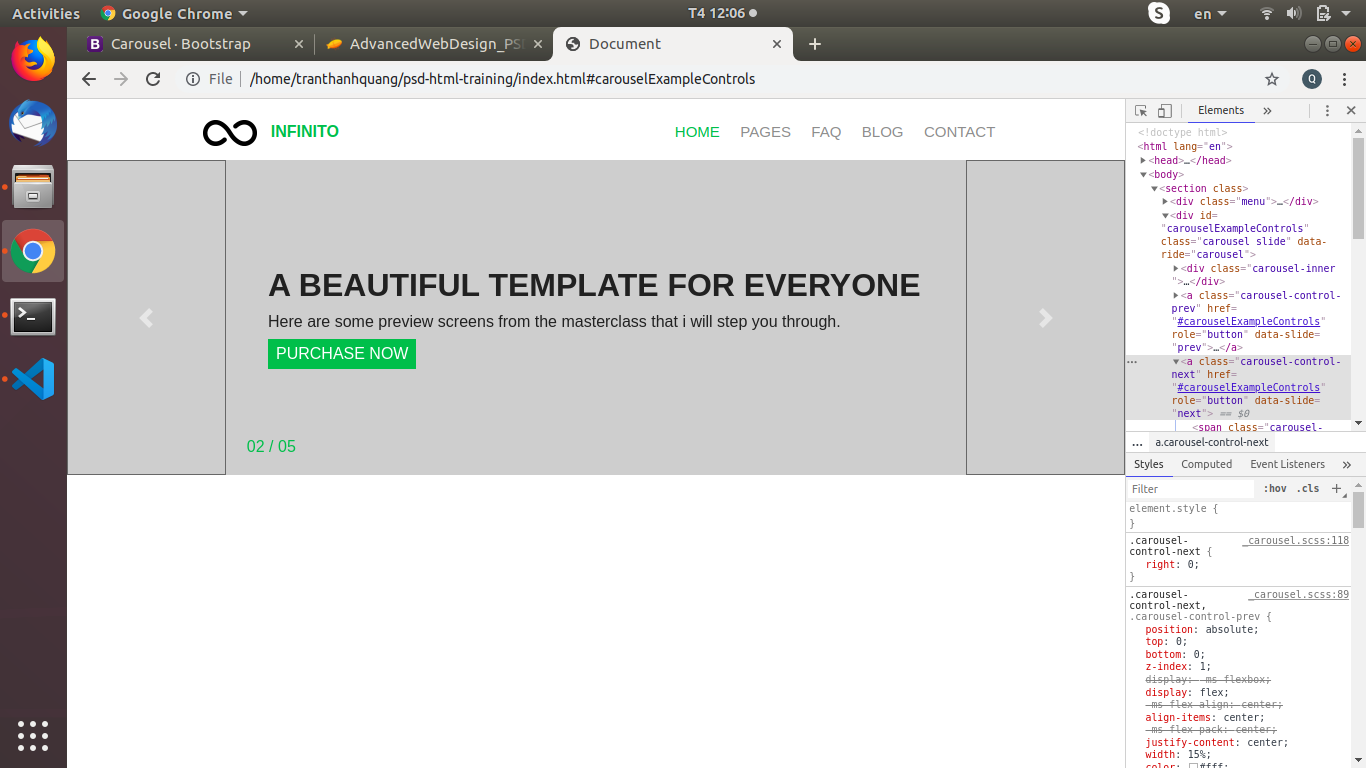 Activities
Google Chrome
T4 12:06
S
en
B
Carousel · Bootstrap
AdvancedWebDesign_PSD
Document
File
/home/tranthanhquang/psd-html-training/index.html#carouselExampleControls
Q
INFINITO
HOME
PAGES
FAQ
BLOG
CONTACT
A BEAUTIFUL TEMPLATE FOR EVERYONE
Here are some preview screens from the masterclass that i will step you through.
PURCHASE NOW
02 / 05
Elements
»
<!doctype html>
<html lang="en">
<head>…</head>
<body>
<section class>
<div class="menu">…</div>
<div id=
"carouselExampleControls"
class="carousel slide" data-
ride="carousel">
<div class="carousel-inner
">…</div>
<a class="carousel-control-
prev" href=
"#carouselExampleControls"
role="button" data-slide=
"prev">…</a>
<a class="carousel-control-
next" href=
"#carouselExampleControls"
role="button" data-slide=
"next"> == $0
<span class="carousel-
... a.carousel-control-next
Styles
Computed
Event Listeners
»
Filter
:hov
.cls
+
element.style {
}
.carousel-
control-next {
_carousel.scss:118
right: 0;
}
.carousel-
control-next,
_carousel.scss:89
.carousel-control-prev {
position: absolute;
top: 0;
bottom: 0;
z-index: 1;
display: -ms-flexbox;
display: flex;
-ms-flex-align: center;
align-items: center;
-ms-flex-pack: center;
justify-content: center;
width: 15%;
color: #fff;